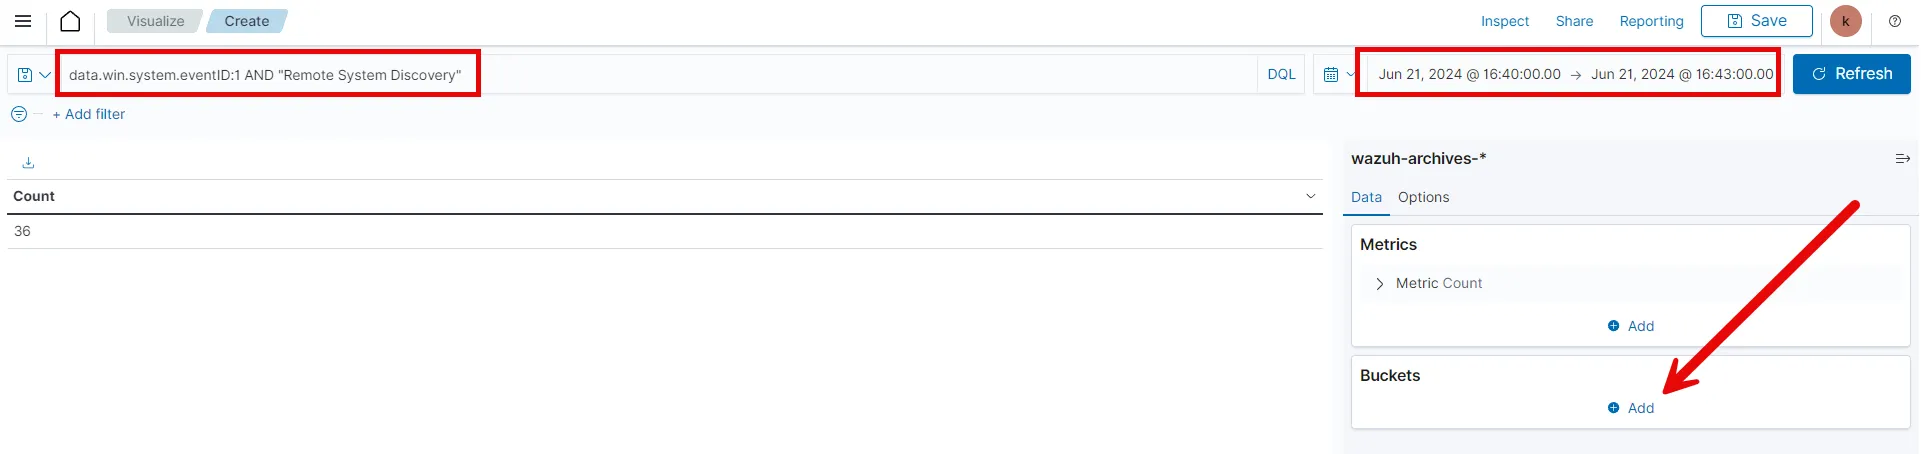 Visualize Create Inspect Share Reporting Save k
data.win.system.eventID:1 AND "Remote System Discovery" DQL Jun 21, 2024 @ 16:40:00.00 → Jun 21, 2024 @ 16:43:00.00 Refresh
+ Add filter
wazuh-archives-*
Count
Data Options
36
Metrics
Metric Count
Add
Buckets
Add